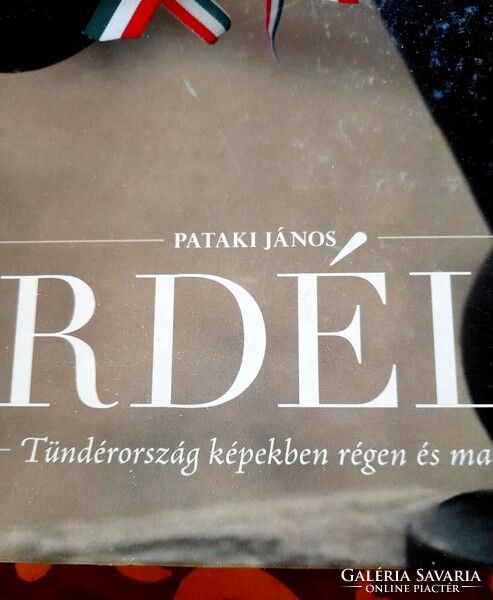 PATAKI JÁNOS
RDÉL
Tündérország képekben régen és ma
GALÉRIA SAVARIA
ONLINE PIACTÉR